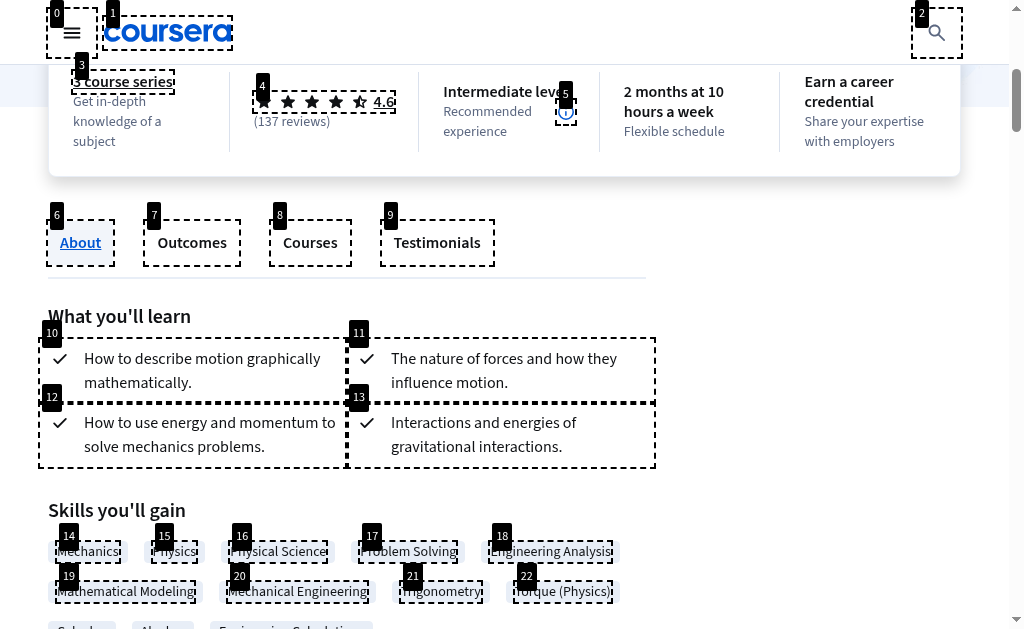 0
1
2
coursera
3
3 course series
Get in-depth
knowledge of a
subject
4
4.6
(137 reviews)
Intermediate level
5
Recommended
experience
2 months at 10
hours a week
Flexible schedule
Earn a career
credential
Share your expertise
with employers
6
7
8
9
About
Outcomes
Courses
Testimonials
What you'll learn
10
11
How to describe motion graphically
mathematically.
The nature of forces and how they
influence motion.
12
13
How to use energy and momentum to
solve mechanics problems.
Interactions and energies of
gravitational interactions.
Skills you'll gain
14
15
16
17
18
Mechanics
Physics
Physical Science
Problem Solving
Engineering Analysis
19
20
21
22
Mathematical Modeling
Mechanical Engineering
Trigonometry
Torque (Physics)